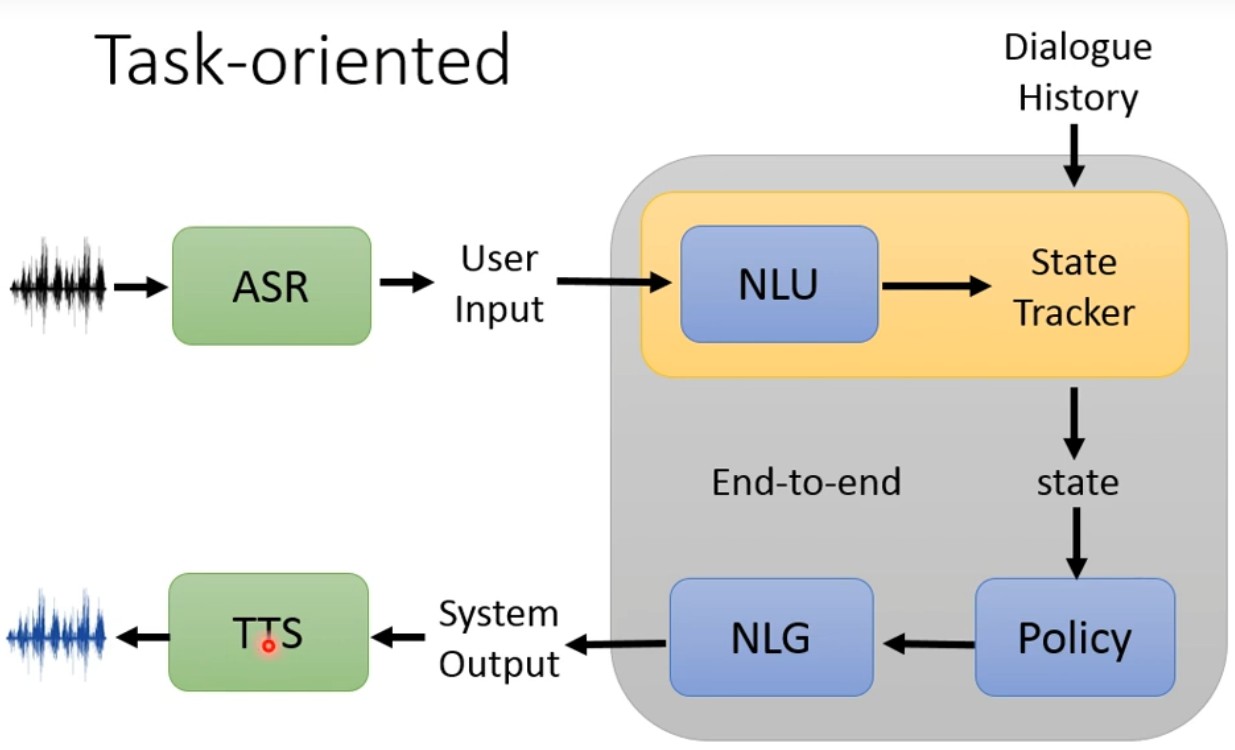 Task-oriented
Dialogue
History
ASR
User
Input
NLU
State
Tracker
End-to-end
state
TTS
System
Output
NLG
Policy